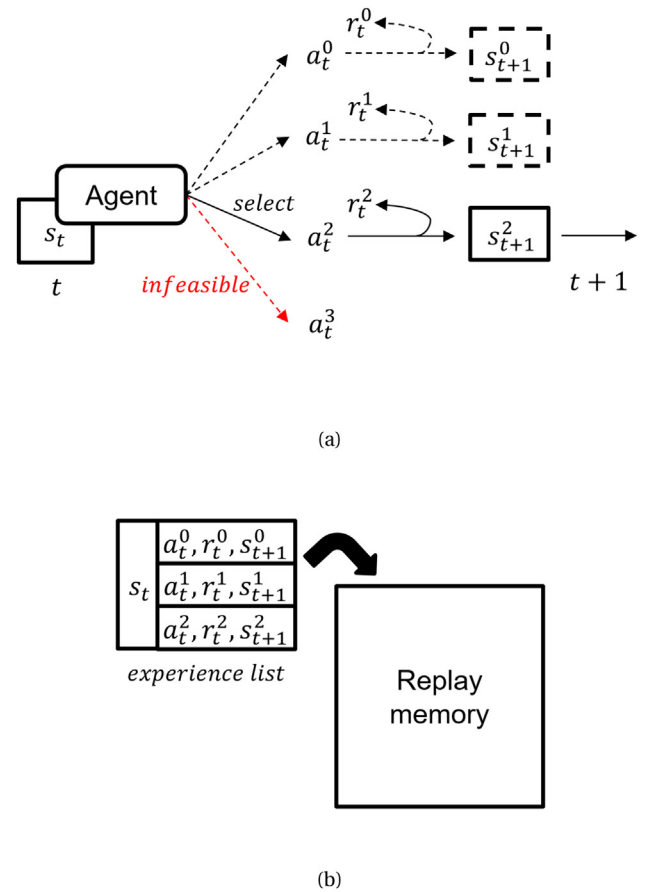 r_t^0
a_t^0
s_{t+1}^0
r_t^1
a_t^1
s_{t+1}^1
Agent
select
r_t^2
s_t
a_t^2
s_{t+1}^2
t
infeasible
t + 1
a_t^3
(a)
a_t^0, r_t^0, s_{t+1}^0
s_t
a_t^1, r_t^1, s_{t+1}^1
a_t^2, r_t^2, s_{t+1}^2
experience list
Replay
memory
(b)